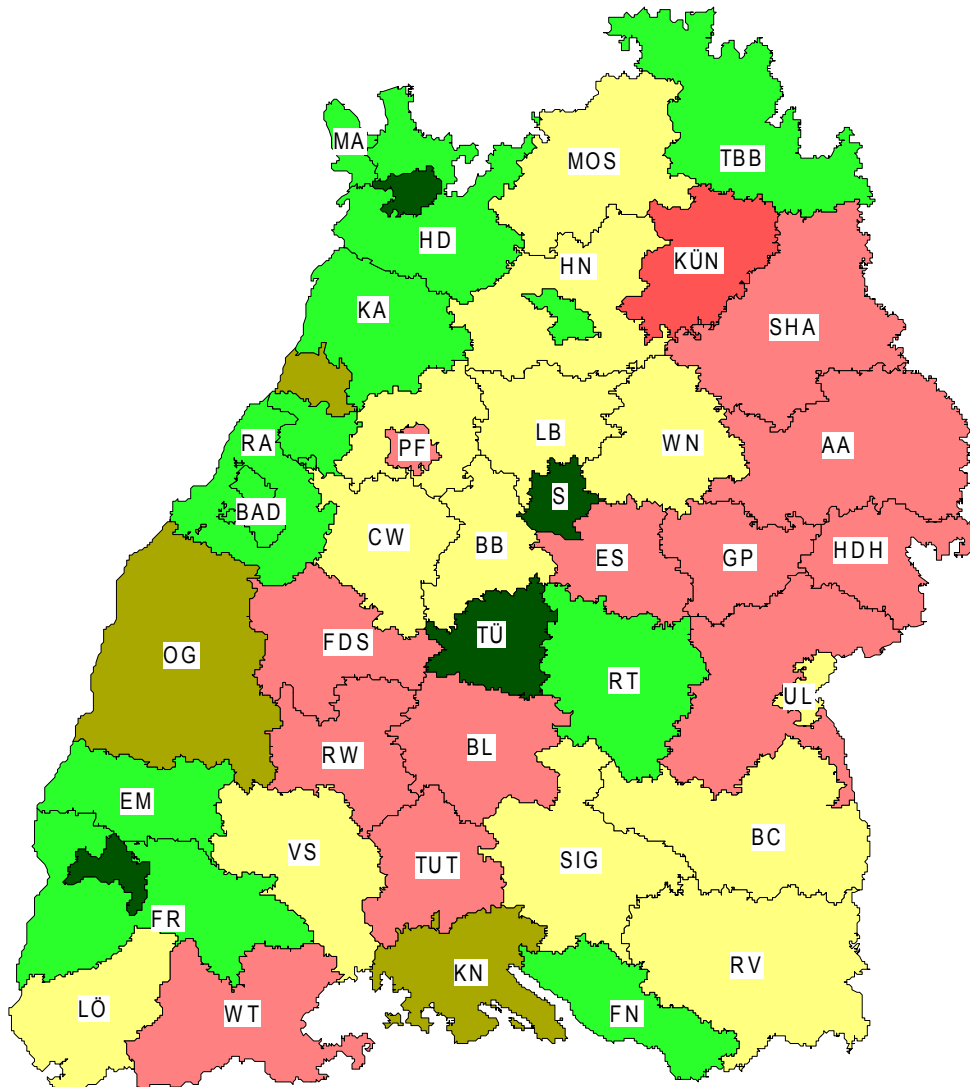 MA
MOS
TBB
HD
HN
KÜN
KA
SHA
RA
PF
LB
WN
AA
BAD
S
CW
BB
ES
GP
HDH
OG
FDS
TÜ
RT
UL
RW
BL
EM
VS
TUT
SIG
BC
FR
LÖ
WT
KN
FN
RV